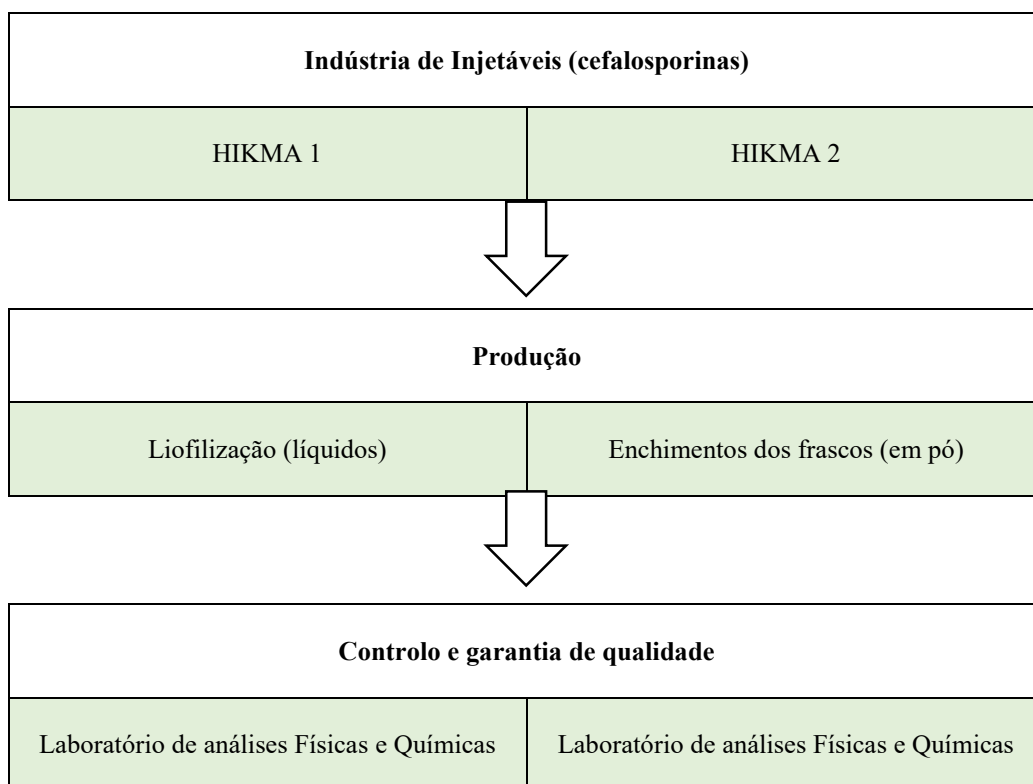 Indústria de Injetáveis (cefalosporinas)
HIKMA 1
HIKMA 2
Produção
Liofilização (líquidos)
Enchimentos dos frascos (em pó)
Controlo e garantia de qualidade
Laboratório de análises Físicas e Químicas
Laboratório de análises Físicas e Químicas